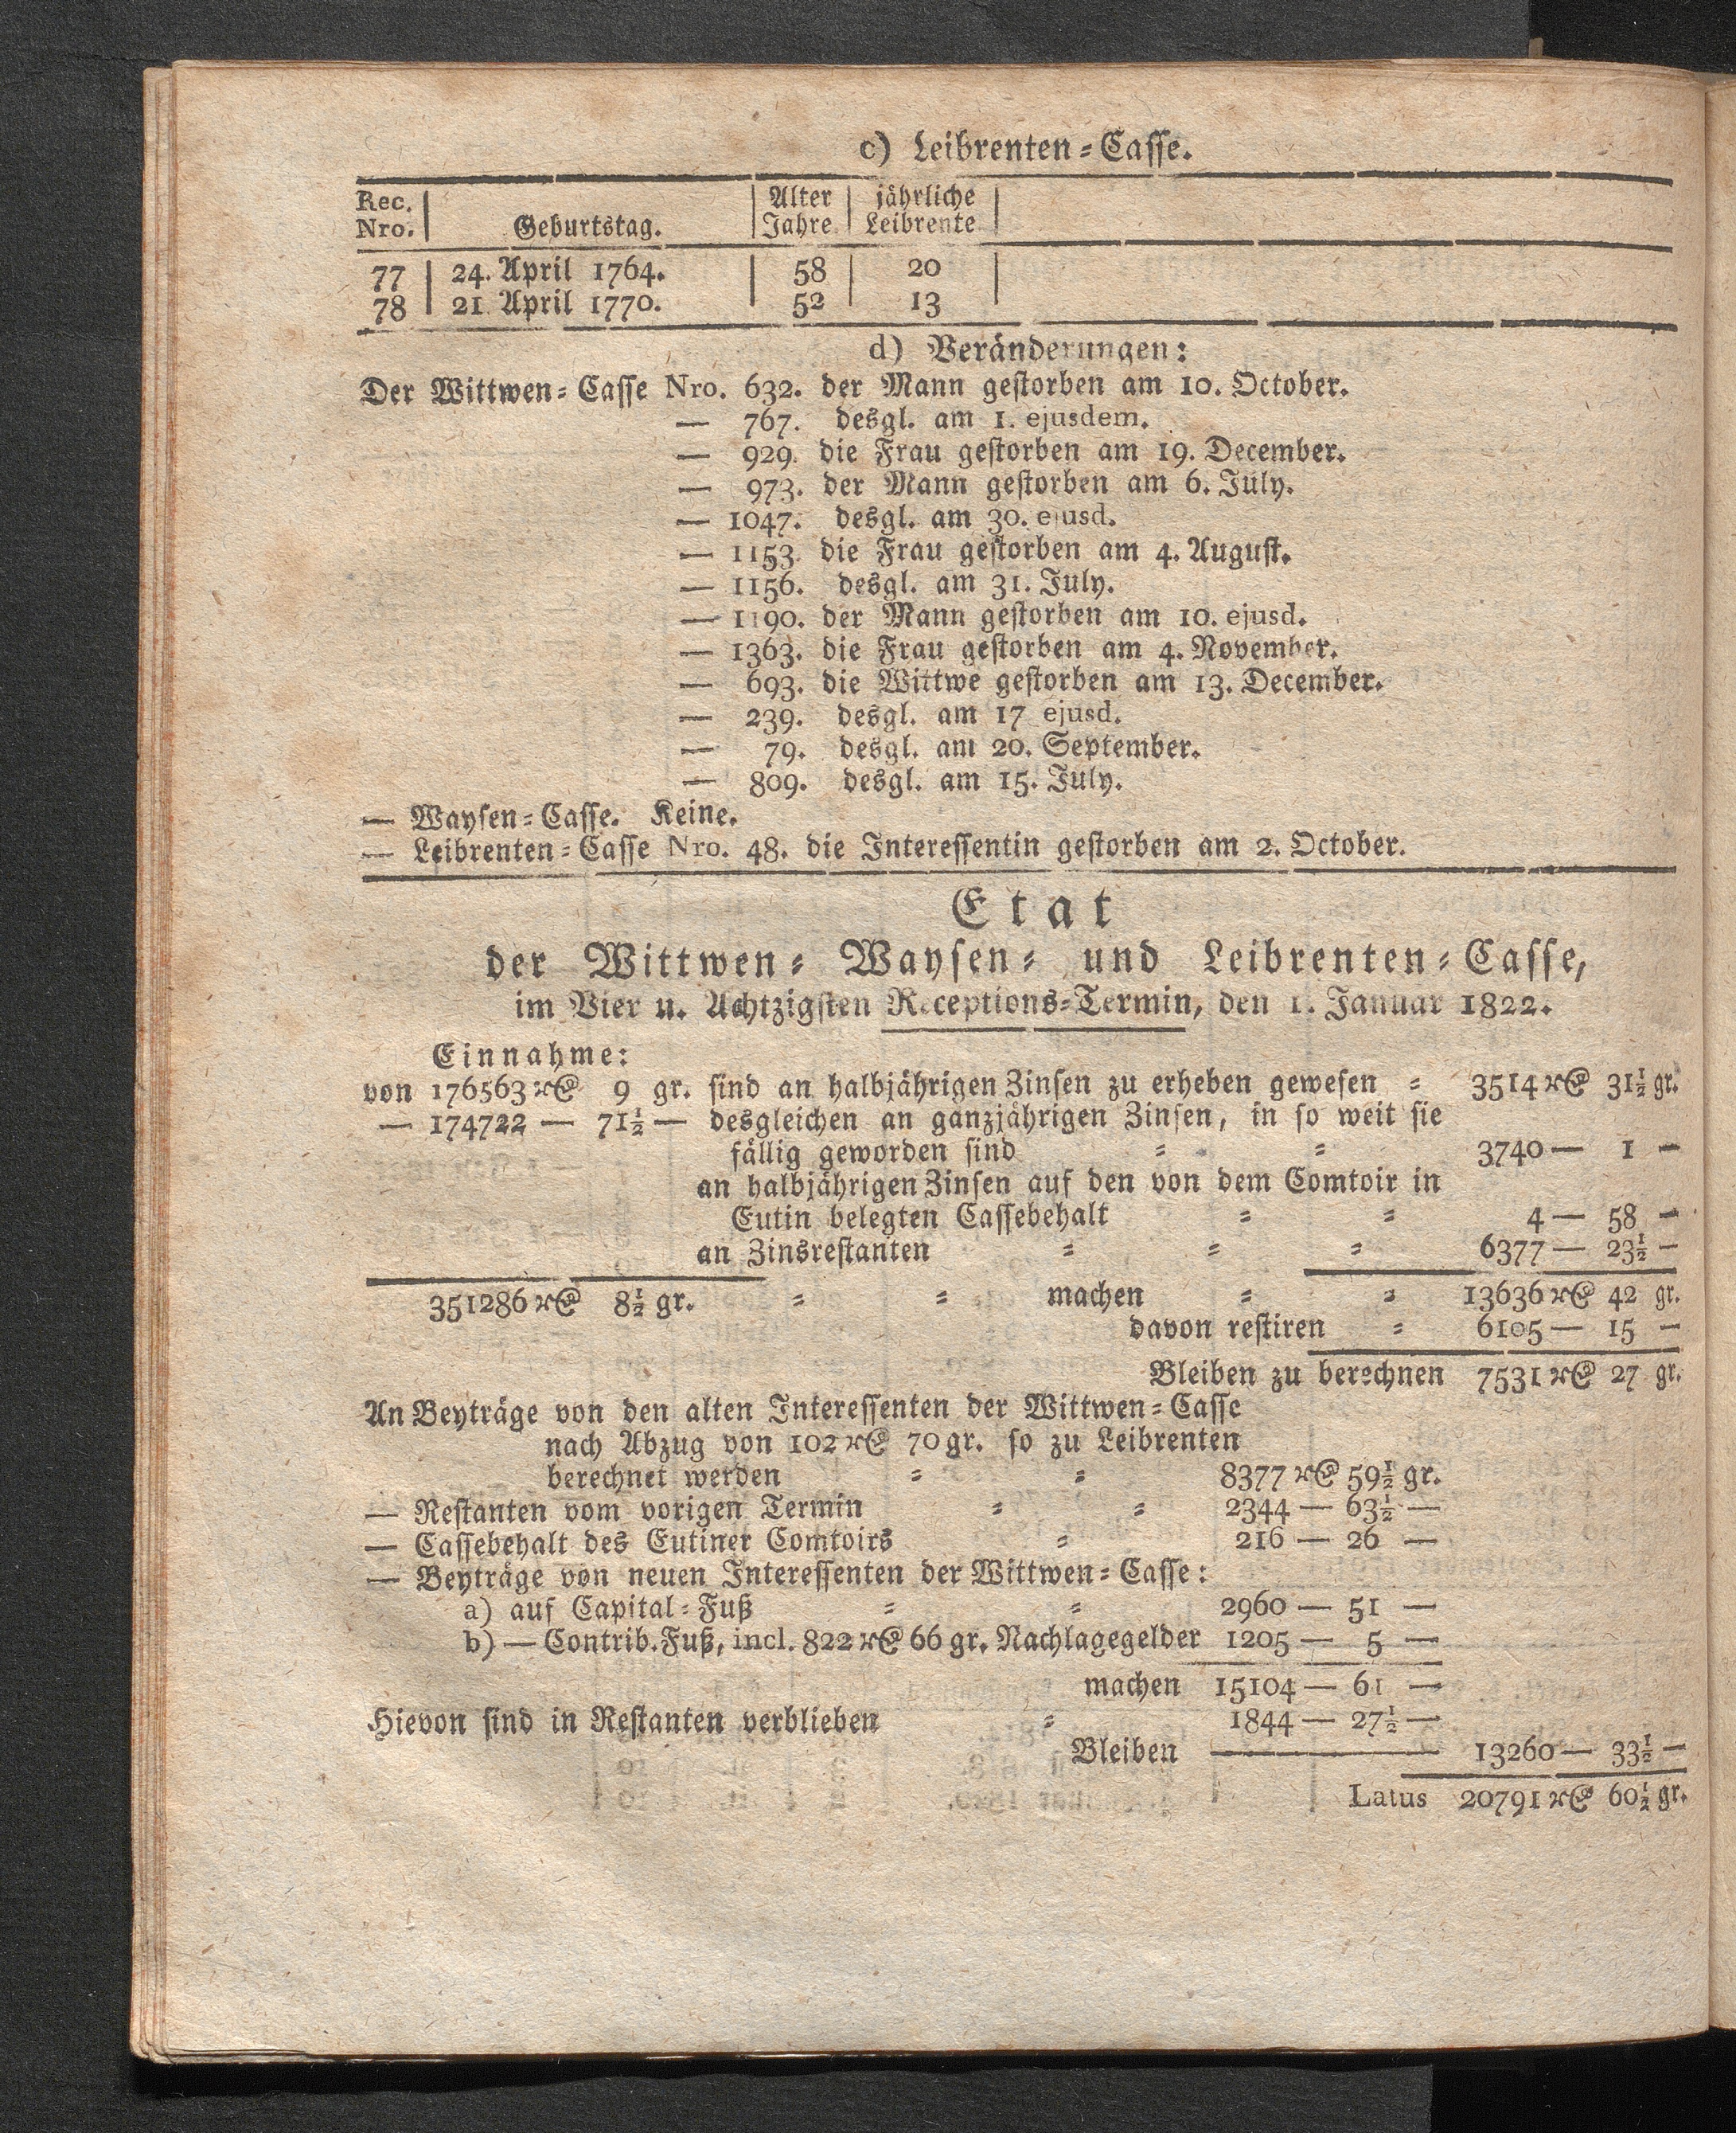 c) Leibrenten-Casse.
Rec. Nro. | Geburtstag. | Alter Jahre | jährliche Leibrente
77 | 24. April 1764. | 58 | 20
78 | 21 April 1770. | 52 | 13
d) Veränderungen:
Der Wittwen-Casse Nro. 632. der Mann gestorben am 10. October.
— 767. desgl. am 1. ejusdem.
— 929. die Frau gestorben am 19. December.
— 973. der Mann gestorben am 6. July.
— 1047. desgl. am 30. ejusd.
— 1153. die Frau gestorben am 4. August.
— 1156. desgl. am 31. July.
— 1190. der Mann gestorben am 10. ejusd.
— 1363. die Frau gestorben am 4. November.
— 693. die Wittwe gestorben am 13. December.
— 239. desgl. am 17 ejusd.
— 79. desgl. am 20. September.
— 809. desgl. am 15. July.
— Waysen-Casse. Keine.
— Leibrenten-Casse Nro. 48. die Interessentin gestorben am 2. October.
Etat
der Wittwen- Waysen- und Leibrenten-Casse,
im Vier u. Achtzigsten Receptions-Termin, den 1. Januar 1822.
Einnahme:
von 176563 r₰ 9 gr. sind an halbjährigen Zinsen zu erheben gewesen = 3514 r₰ 31½ gr.
— 174722 — 71½ — desgleichen an ganzjährigen Zinsen, in so weit sie
fällig geworden sind = = 3740 — 1 —
an halbjährigen Zinsen auf den von dem Comtoir in
Eutin belegten Cassebehalt = = 4 — 58 —
an Zinsrestanten = = = 6377 — 23½ —
351286 r₰ 8½ gr. = = machen = = 13636 r₰ 42 gr.
davon restiren = 6105 — 15 —
Bleiben zu berechnen 7531 r₰ 27 gr.
An Beyträge von den alten Interessenten der Wittwen-Casse
nach Abzug von 102 r₰ 70 gr. so zu Leibrenten
berechnet werden = = 8377 r₰ 59½ gr.
— Restanten vom vorigen Termin = = 2344 — 63½ —
— Cassebehalt des Eutiner Comtoirs = 216 — 26 —
— Beyträge von neuen Interessenten der Wittwen-Casse:
a) auf Capital-Fuß = = 2960 — 51 —
b) — Contrib. Fuß, incl. 822 r₰ 66 gr. Nachlagegelder 1205 — 5 —
machen 15104 — 61 —
Hievon sind in Restanten verblieben = 1844 — 27½ —
Bleiben — 13260 — 33½ —
Latus 20791 r₰ 60½ gr.